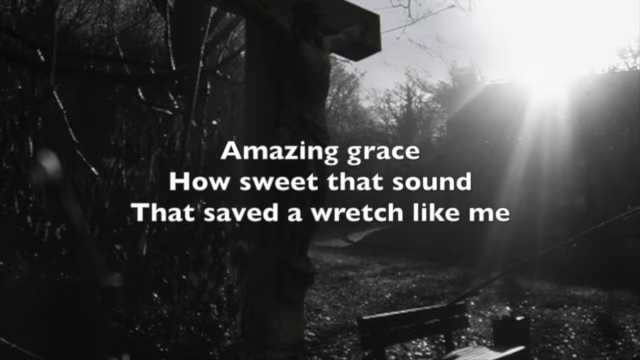 Amazing grace
How sweet that sound
That saved a wretch like me